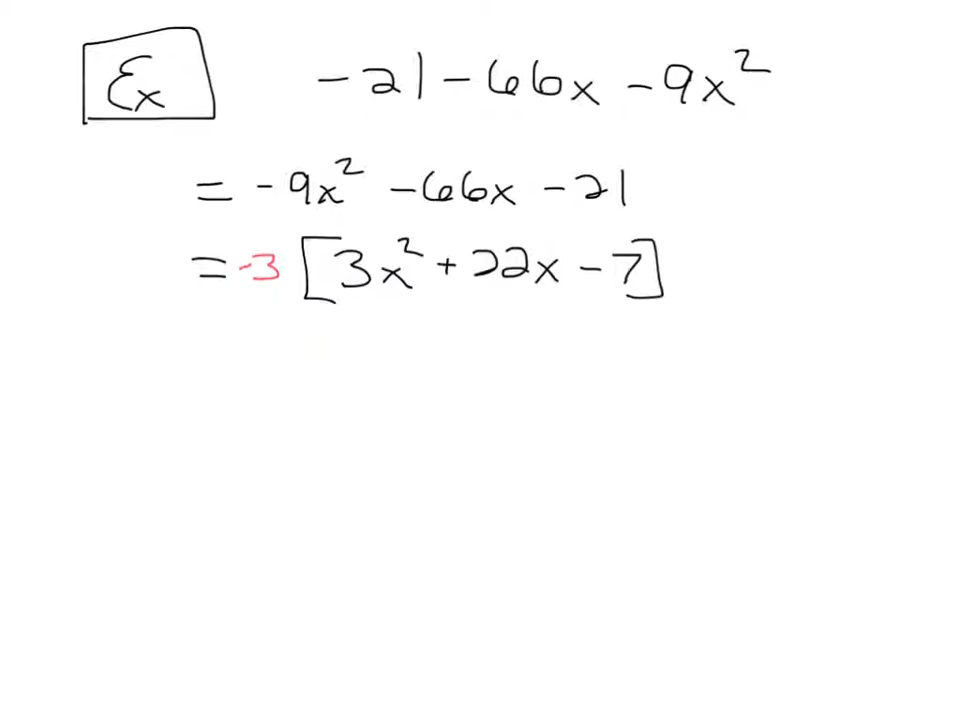 Ex -21 - 66x - 9x²
= -9x² - 66x - 21
= -3 [3x² + 22x - 7]